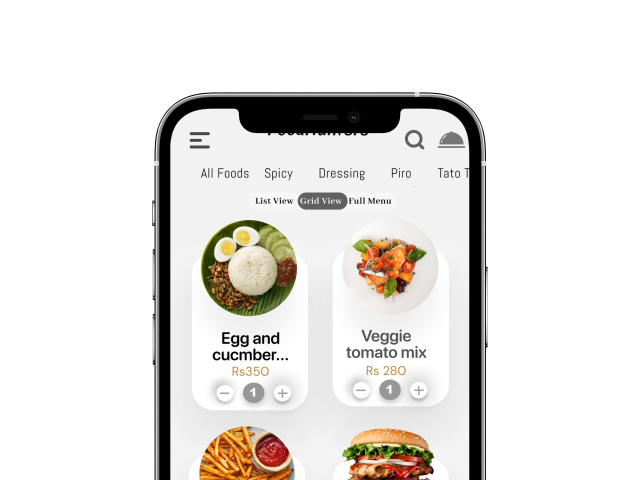 FoodHunters
All Foods Spicy Dressing Piro Tato T
List View Grid View Full Menu
Egg and
cucmber...
Rs350
1
Veggie
tomato mix
Rs 280
1